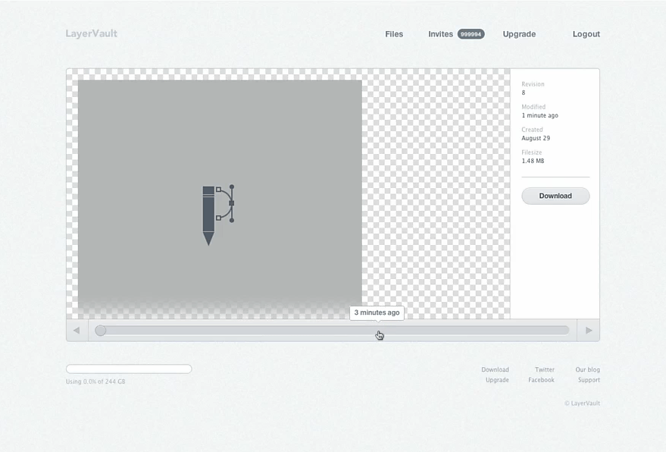 LayerVault
Files
Invites 999994
Upgrade
Logout
Revision
8
Modified
1 minute ago
Created
August 29
Filesize
1.48 MB
Download
3 minutes ago
Using 0.0% of 244 GB
Download Twitter Our blog
Upgrade Facebook Support
© LayerVault